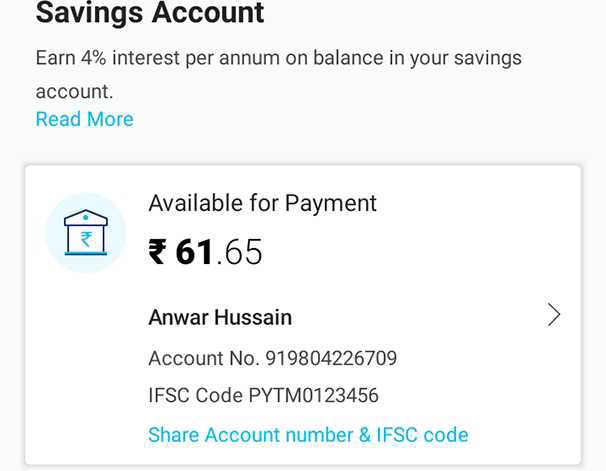 Savings Account
Earn 4% interest per annum on balance in your savings
account.
Read More
₹
Available for Payment
₹ 61.65
Anwar Hussain
Account No. 919804226709
IFSC Code PYTM0123456
Share Account number & IFSC code